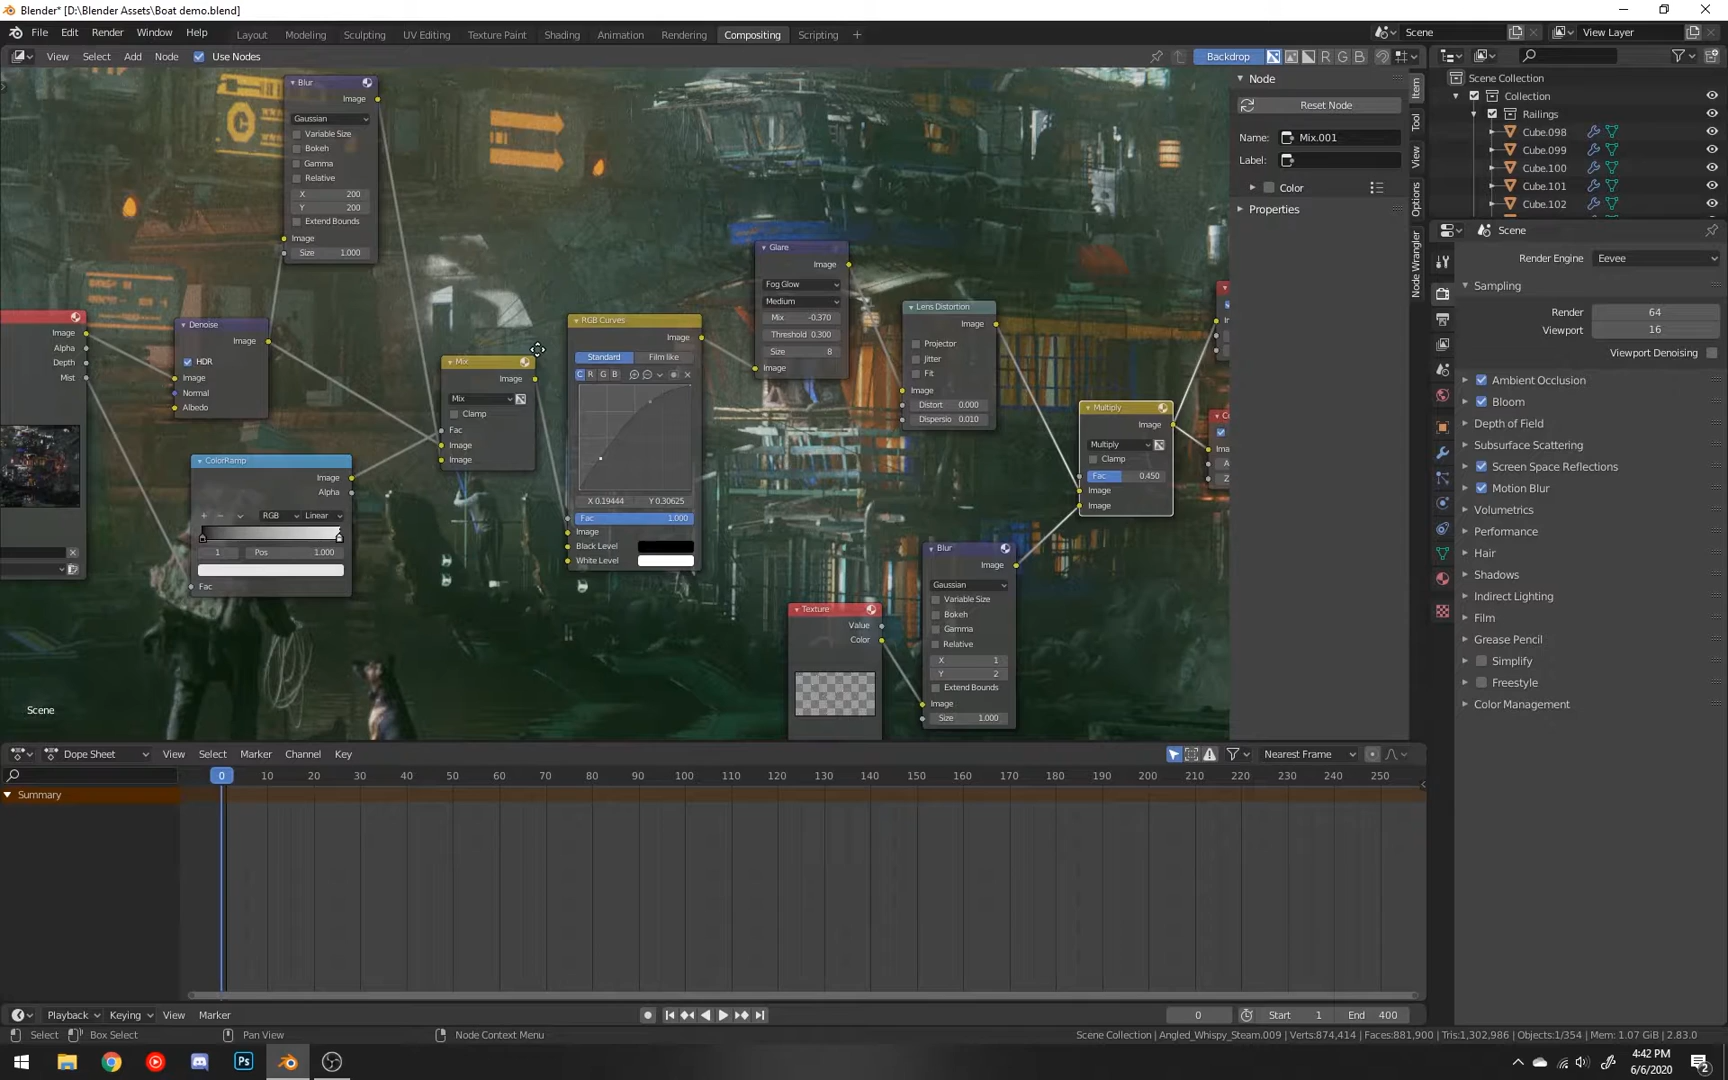 Blender* [D:\Blender Assets\Boat demo.blend]
File Edit Render Window Help
Layout Modeling Sculpting UV Editing Texture Paint Shading Animation Rendering Compositing Scripting +
Scene View Layer
View Select Add Node Use Nodes Backdrop R G B
Blur
Image
Gaussian
Variable Size
Bokeh
Gamma
Relative
X 200
Y 200
Extend Bounds
Image
Size 1.000
Image
Alpha
Depth
Mist
Denoise
Image
HDR
Image
Normal
Albedo
ColorRamp
Image
Alpha
RGB Linear
1 Pos 1.000
Fac
Mix
Image
Mix
Clamp
Fac
Image
Image
RGB Curves
Image
Standard Film like
C R G B
X 0.19444 Y 0.30625
Fac 1.000
Image
Black Level
White Level
Glare
Image
Fog Glow
Medium
Mix -0.370
Threshold 0.300
Size 8
Image
Lens Distortion
Image
Projector
Jitter
Fit
Image
Distort 0.000
Dispersio 0.010
Multiply
Image
Multiply
Clamp
Fac 0.450
Image
Image
Texture
Value
Color
Blur
Image
Gaussian
Variable Size
Bokeh
Gamma
Relative
X 1
Y 2
Extend Bounds
Image
Size 1.000
Scene
Node
Reset Node
Name: Mix.001
Label:
Color
Properties
Item
Tool
View
Options
Node Wrangler
Scene Collection
Collection
Railings
Cube.098
Cube.099
Cube.100
Cube.101
Cube.102
Scene
Render Engine Eevee
Sampling
Render 64
Viewport 16
Viewport Denoising
Ambient Occlusion
Bloom
Depth of Field
Subsurface Scattering
Screen Space Reflections
Motion Blur
Volumetrics
Performance
Hair
Shadows
Indirect Lighting
Film
Grease Pencil
Simplify
Freestyle
Color Management
Dope Sheet View Select Marker Channel Key Nearest Frame
0 10 20 30 40 50 60 70 80 90 100 110 120 130 140 150 160 170 180 190 200 210 220 230 240 250
Summary
Playback Keying View Marker 0 Start 1 End 400
Select Box Select Pan View Node Context Menu Scene Collection | Angled_Whispy_Steam.009 | Verts:874,414 | Faces:881,900 | Tris:1,302,986 | Objects:1/354 | Mem: 1.07 GiB | 2.83.0
Ps
4:42 PM
6/6/2020
2